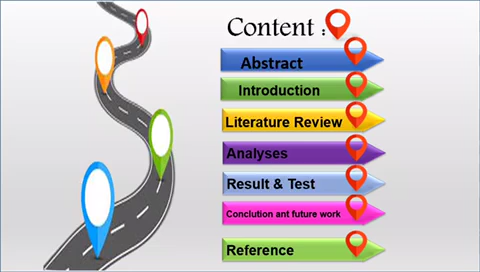 Content :
Abstract
Introduction
Literature Review
Analyses
Result & Test
Conclution ant future work
Reference